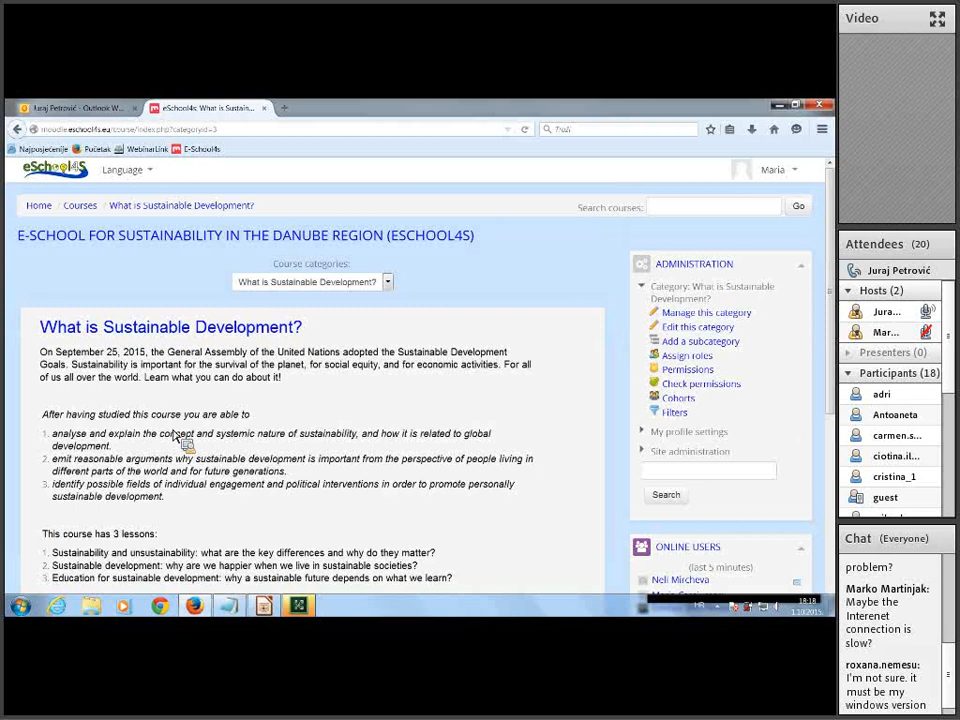 Video
Juraj Petrović - Outlook W...
eSchool4s: What is Sustain...
moodle.eschool4s.eu/course/index.php?categoryid=3
Traži
Najposjećenije
Početak
WebinarLink
E-School4s
eSchool4S
Language
Maria
Home / Courses / What is Sustainable Development?
Search courses:
Go
E-SCHOOL FOR SUSTAINABILITY IN THE DANUBE REGION (ESCHOOL4S)
Course categories:
What is Sustainable Development?
What is Sustainable Development?
On September 25, 2015, the General Assembly of the United Nations adopted the Sustainable Development
Goals. Sustainability is important for the survival of the planet, for social equity, and for economic activities. For all
of us all over the world. Learn what you can do about it!
After having studied this course you are able to
1. analyse and explain the concept and systemic nature of sustainability, and how it is related to global
development.
2. emit reasonable arguments why sustainable development is important from the perspective of people living in
different parts of the world and for future generations.
3. identify possible fields of individual engagement and political interventions in order to promote personally
sustainable development.
This course has 3 lessons:
1. Sustainability and unsustainability: what are the key differences and why do they matter?
2. Sustainable development: why are we happier when we live in sustainable societies?
3. Education for sustainable development: why a sustainable future depends on what we learn?
ADMINISTRATION
Category: What is Sustainable
Development?
Manage this category
Edit this category
Add a subcategory
Assign roles
Permissions
Check permissions
Cohorts
Filters
My profile settings
Site administration
Search
ONLINE USERS
(last 5 minutes)
Neli Mircheva
HR
18:18
1.10.2015.
Attendees (20)
Juraj Petrović
Hosts (2)
Jura...
Mar...
Presenters (0)
Participants (18)
adri
Antoaneta
carmen.s...
ciotina.il...
cristina_1
guest
Chat (Everyone)
problem?
Marko Martinjak:
Maybe the
Interenet
connection is
slow?
roxana.nemesu:
I'm not sure. it
must be my
windows version